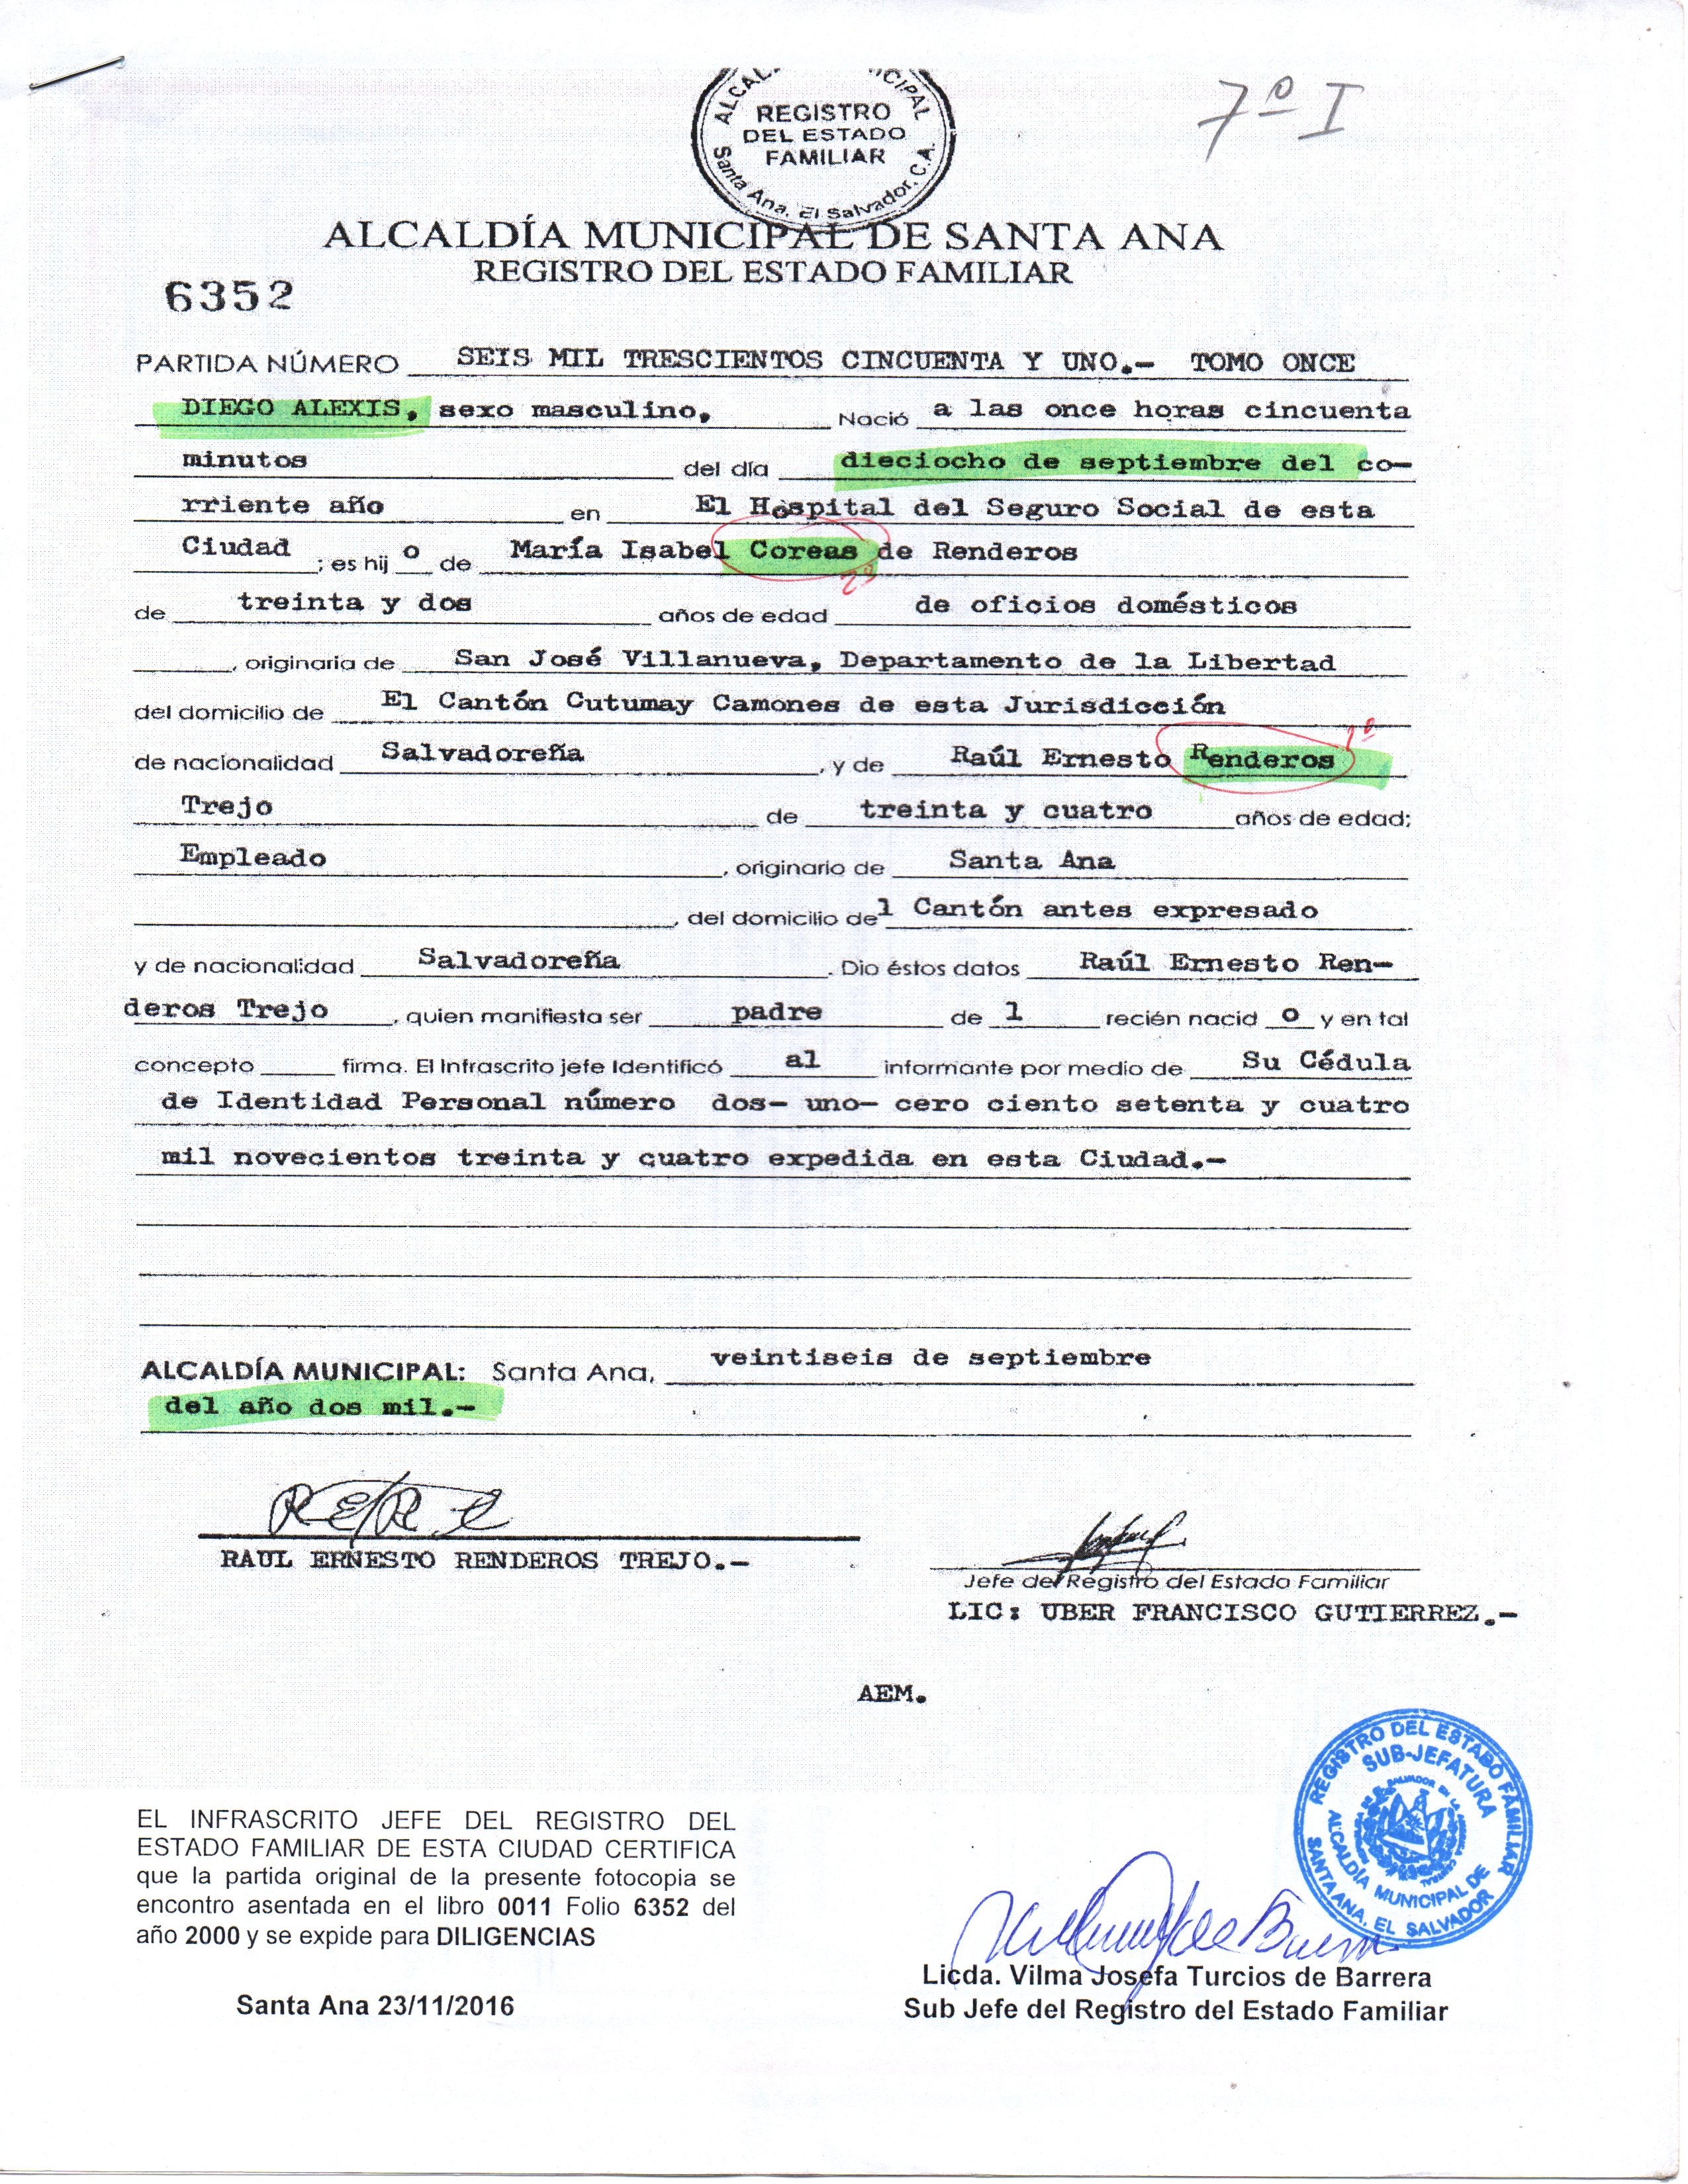 7º I
ALCAL ICIPAL
REGISTRO
DEL ESTADO
FAMILIAR
Santa Ana, El Salvador, C.A.
ALCALDÍA MUNICIPAL DE SANTA ANA
REGISTRO DEL ESTADO FAMILIAR
6352
PARTIDA NÚMERO SEIS MIL TRESCIENTOS CINCUENTA Y UNO.- TOMO ONCE
DIEGO ALEXIS, sexo masculino, Nació a las once horas cincuenta
minutos del día dieciocho de septiembre del co-
rriente año en El Hospital del Seguro Social de esta
Ciudad ; es hij o de María Isabel Coreas de Renderos
2º
de treinta y dos años de edad de oficios domésticos
, originaria de San José Villanueva, Departamento de la Libertad
del domicilio de El Cantón Cutumay Camones de esta Jurisdicción
1º
de nacionalidad Salvadoreña , y de Raúl Ernesto Renderos
Trejo de treinta y cuatro años de edad;
Empleado , originario de Santa Ana
, del domicilio del Cantón antes expresado
y de nacionalidad Salvadoreña . Dio éstos datos Raúl Ernesto Ren-
deros Trejo , quien manifiesta ser padre de l recién nacid o y en tal
concepto firma. El Infrascrito jefe Identificó al informante por medio de Su Cédula
de Identidad Personal número dos- uno- cero ciento setenta y cuatro
mil novecientos treinta y cuatro expedida en esta Ciudad.-
ALCALDÍA MUNICIPAL: Santa Ana, veintiseis de septiembre
del año dos mil.-
RAUL ERNESTO RENDEROS TREJO.-
Jefe del Registro del Estado Familiar
LIC: UBER FRANCISCO GUTIERREZ.-
AEM.
REGISTRO DEL ESTADO FAMILIAR
SUB-JEFATURA
ALCALDÍA MUNICIPAL DE
SANTA ANA, EL SALVADOR
EL INFRASCRITO JEFE DEL REGISTRO DEL
ESTADO FAMILIAR DE ESTA CIUDAD CERTIFICA
que la partida original de la presente fotocopia se
encontro asentada en el libro 0011 Folio 6352 del
año 2000 y se expide para DILIGENCIAS
Santa Ana 23/11/2016
Licda. Vilma Josefa Turcios de Barrera
Sub Jefe del Registro del Estado Familiar